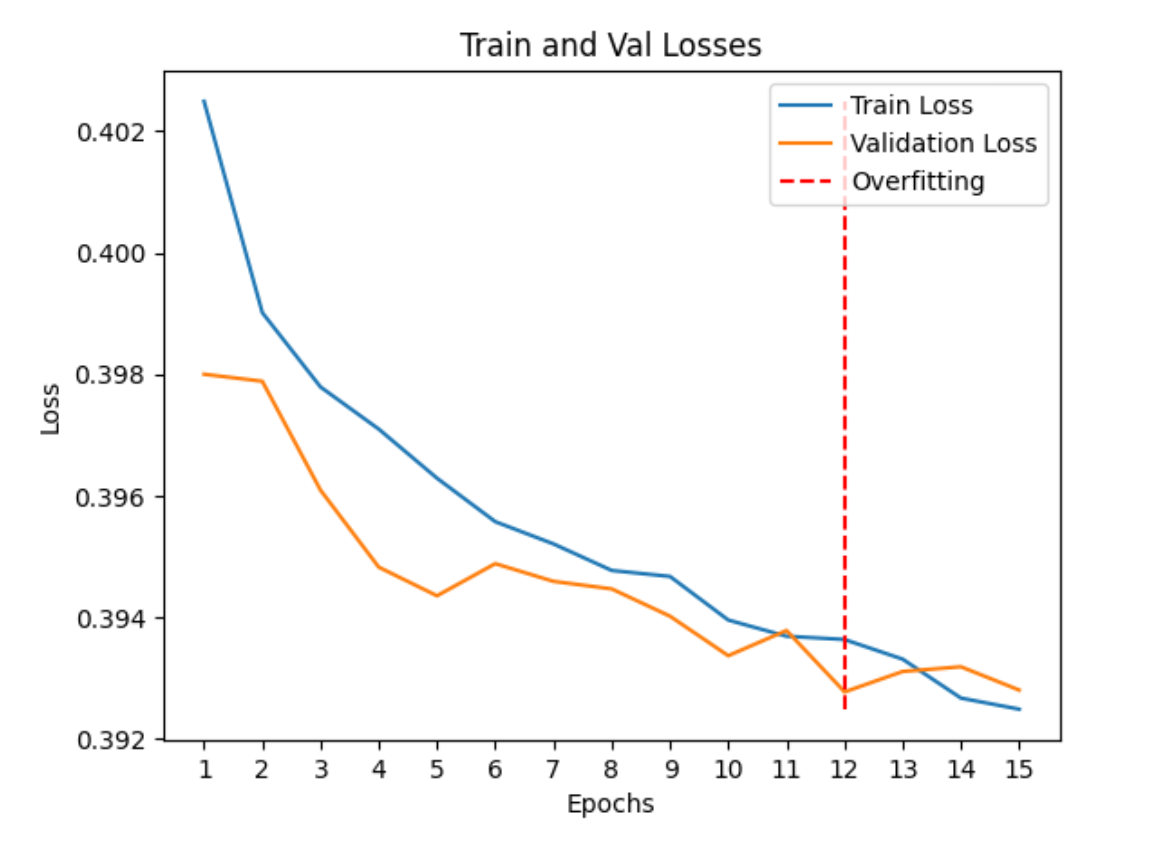 Train and Val Losses
Train Loss
Validation Loss
Overfitting
0.402
0.400
0.398
0.396
0.394
0.392
Loss
1 2 3 4 5 6 7 8 9 10 11 12 13 14 15
Epochs